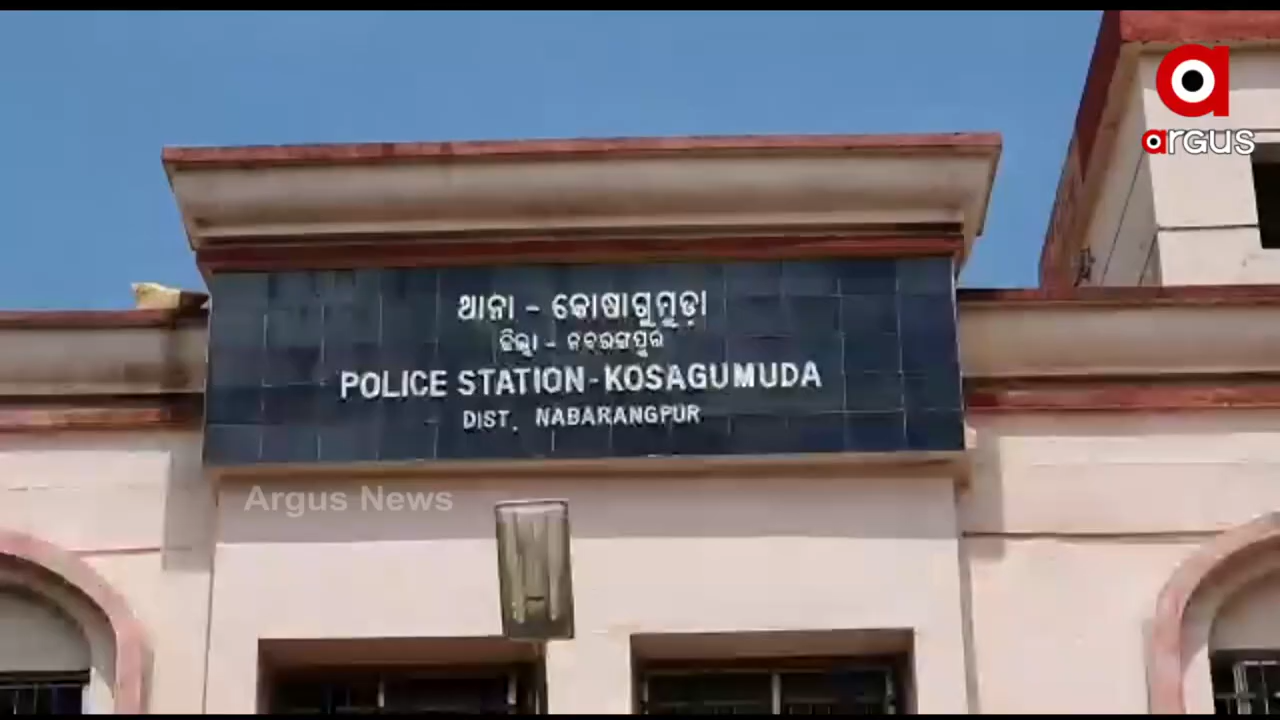 argus
ଥାନା - କୋଷାଗୁମୁଡ଼ା
ଜିଲ୍ଲା - ନବରଙ୍ଗପୁର
POLICE STATION - KOSAGUMUDA
DIST. NABARANGPUR
Argus News